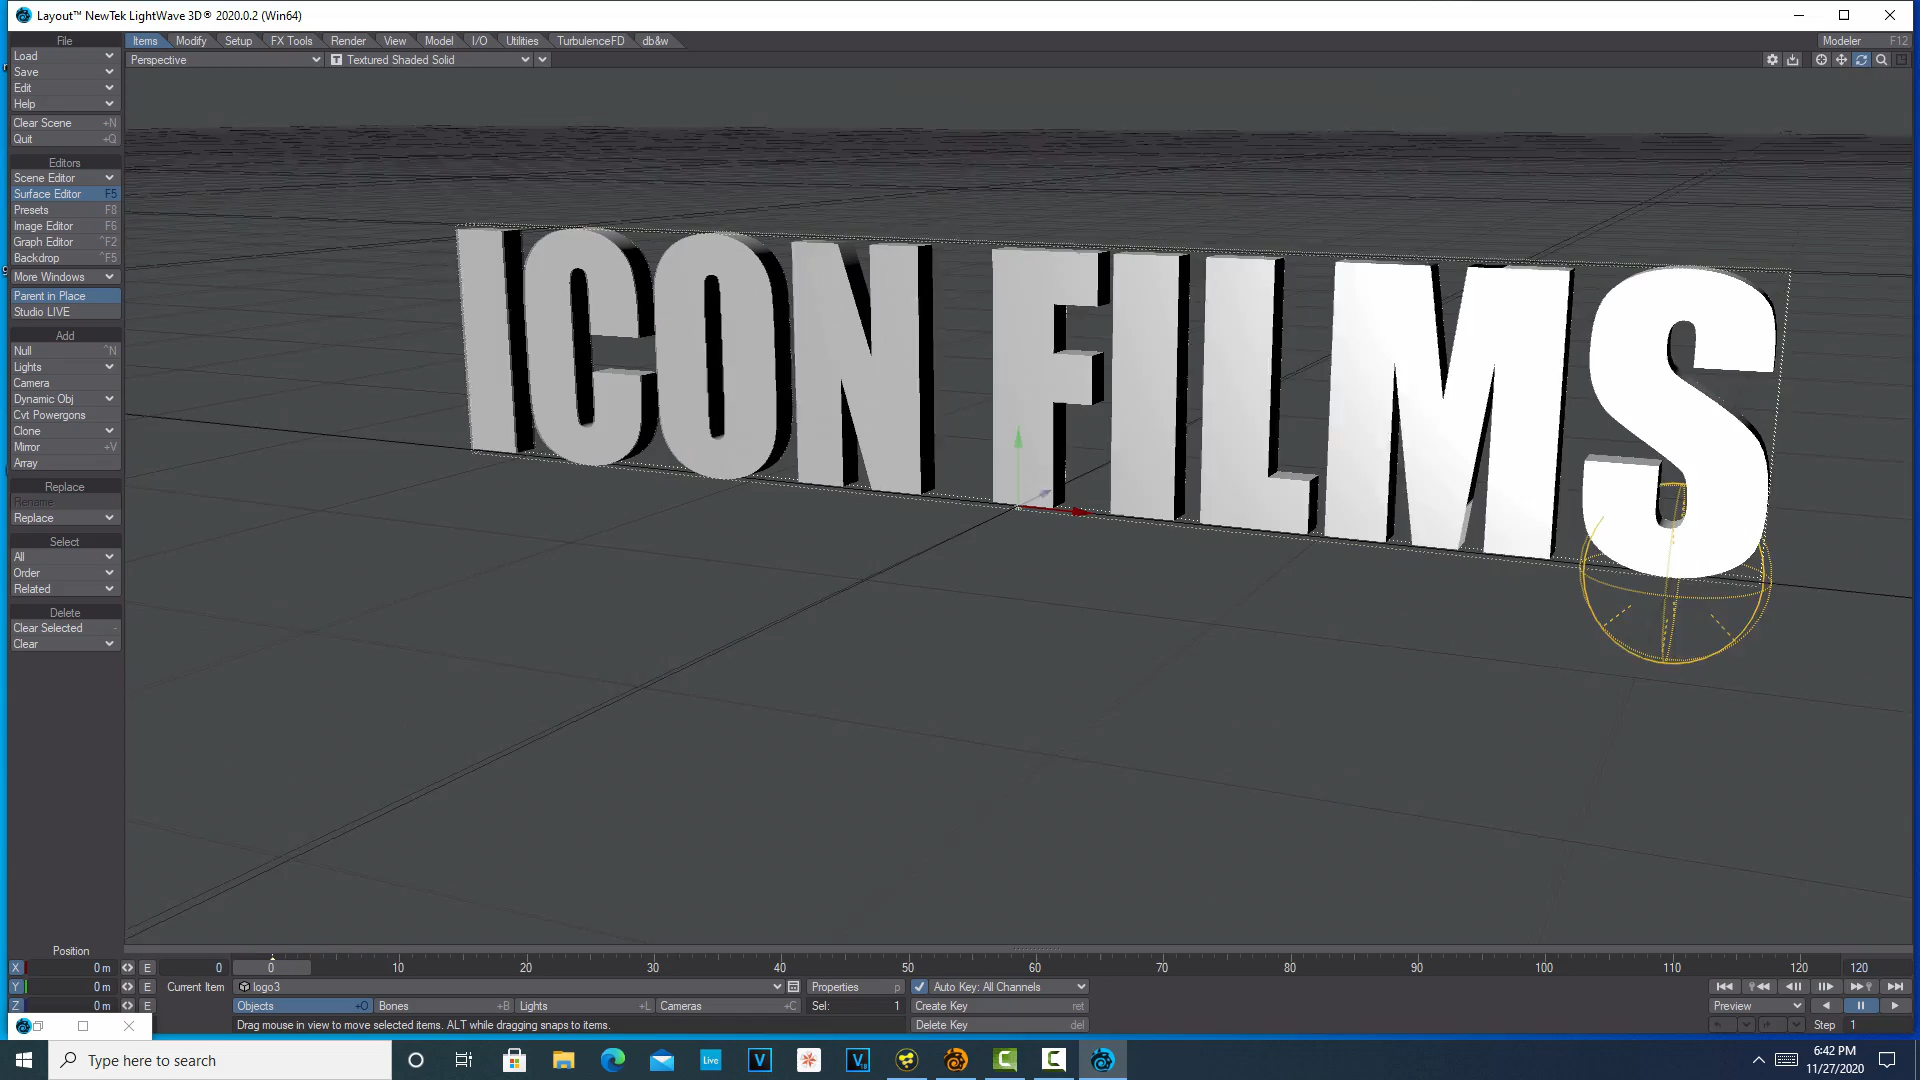 Layout™ NewTek LightWave 3D® 2020.0.2 (Win64)
File
Items Modify Setup FX Tools Render View Model I/O Utilities TurbulenceFD db&w Modeler F12
Load
Perspective T Textured Shaded Solid
Save
Edit
Help
Clear Scene +N
Quit +Q
Editors
Scene Editor
Surface Editor F5
Presets F8
Image Editor F6
Graph Editor ^F2
Backdrop ^F5
More Windows
Parent in Place
Studio LIVE
Add
Null ^N
Lights
Camera
Dynamic Obj
Cvt Powergons
Clone
Mirror +V
Array
Replace
Rename
Replace
Select
All
Order
Related
Delete
Clear Selected -
Clear
ICON FILMS
Position
X 0 m E 0 0 10 20 30 40 50 60 70 80 90 100 110 120 120
Y 0 m E Current Item logo3 Properties p Auto Key: All Channels
Z 0 m E Objects +O Bones +B Lights +L Cameras +C Sel: 1 Create Key ret Preview
Drag mouse in view to move selected items. ALT while dragging snaps to items. Delete Key del Step 1
Type here to search Live V V 18 C C 6:42 PM
11/27/2020